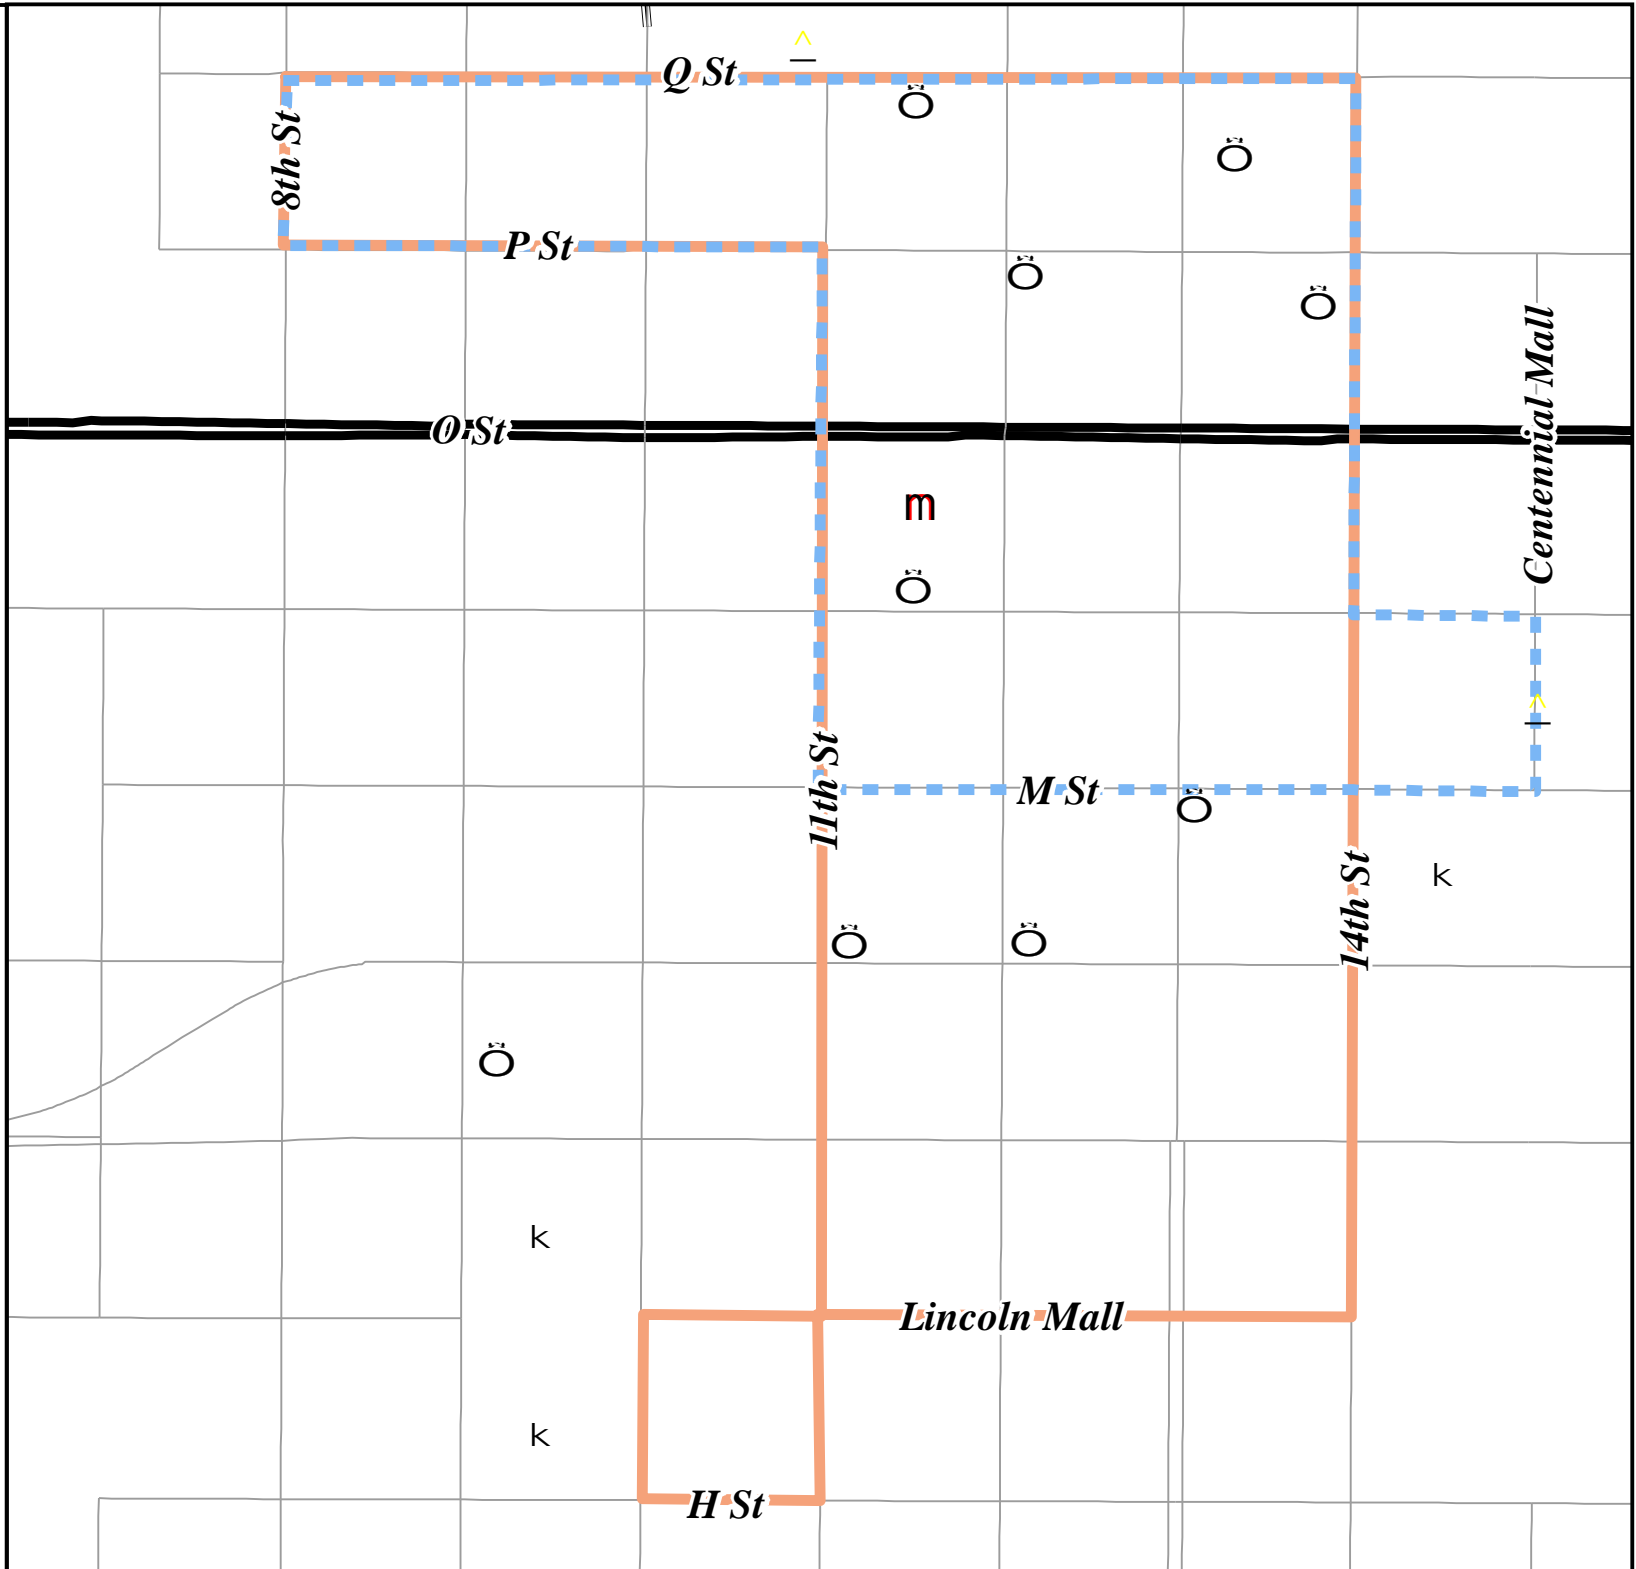 ^
Q St
Ö
8th St
Ö
P St
Ö
Ö
Centennial Mall
O St
m
Ö
^
11th St
M St
Ö
14th St
k
Ö
Ö
Ö
k
Lincoln Mall
k
H St